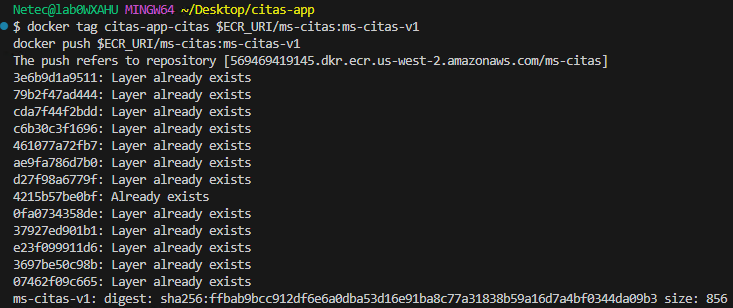 Netec@lab0WXAHU MINGW64 ~/Desktop/citas-app
$ docker tag citas-app-citas $ECR_URI/ms-citas:ms-citas-v1
docker push $ECR_URI/ms-citas:ms-citas-v1
The push refers to repository [569469419145.dkr.ecr.us-west-2.amazonaws.com/ms-citas]
3e6b9d1a9511: Layer already exists
79b2f47ad444: Layer already exists
cda7f44f2bdd: Layer already exists
c6b30c3f1696: Layer already exists
461077a72fb7: Layer already exists
ae9fa786d7b0: Layer already exists
d27f98a6779f: Layer already exists
4215b57be0bf: Already exists
0fa0734358de: Layer already exists
37927ed901b1: Layer already exists
e23f099911d6: Layer already exists
3697be50c98b: Layer already exists
07462f09c665: Layer already exists
ms-citas-v1: digest: sha256:ffbab9bcc912df6e6a0dba53d16e91ba8c77a31838b59a16d7a4bf0344da09b3 size: 856